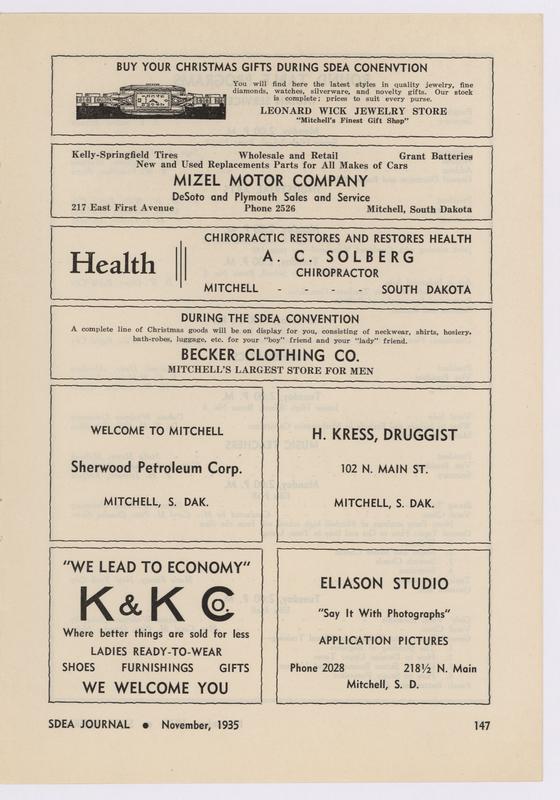 BUY YOUR CHRISTMAS GIFTS DURING SDEA CONENVTION
You will find here the latest styles in quality jewelry, fine
diamonds, watches, silverware, and novelty gifts. Our stock
is complete; prices to suit every purse.
LEONARD WICK JEWELRY STORE
"Mitchell's Finest Gift Shop"
Kelly-Springfield Tires Wholesale and Retail Grant Batteries
New and Used Replacements Parts for All Makes of Cars
MIZEL MOTOR COMPANY
DeSoto and Plymouth Sales and Service
217 East First Avenue Phone 2526 Mitchell, South Dakota
Health
CHIROPRACTIC RESTORES AND RESTORES HEALTH
A. C. SOLBERG
CHIROPRACTOR
MITCHELL - - - - SOUTH DAKOTA
DURING THE SDEA CONVENTION
A complete line of Christmas goods will be on display for you, consisting of neckwear, shirts, hosiery,
bath-robes, luggage, etc. for your "boy" friend and your "lady" friend.
BECKER CLOTHING CO.
MITCHELL'S LARGEST STORE FOR MEN
WELCOME TO MITCHELL
Sherwood Petroleum Corp.
MITCHELL, S. DAK.
H. KRESS, DRUGGIST
102 N. MAIN ST.
MITCHELL, S. DAK.
"WE LEAD TO ECONOMY"
K & K CO.
Where better things are sold for less
LADIES READY-TO-WEAR
SHOES FURNISHINGS GIFTS
WE WELCOME YOU
ELIASON STUDIO
"Say It With Photographs"
APPLICATION PICTURES
Phone 2028 218½ N. Main
Mitchell, S. D.
SDEA JOURNAL ● November, 1935 147